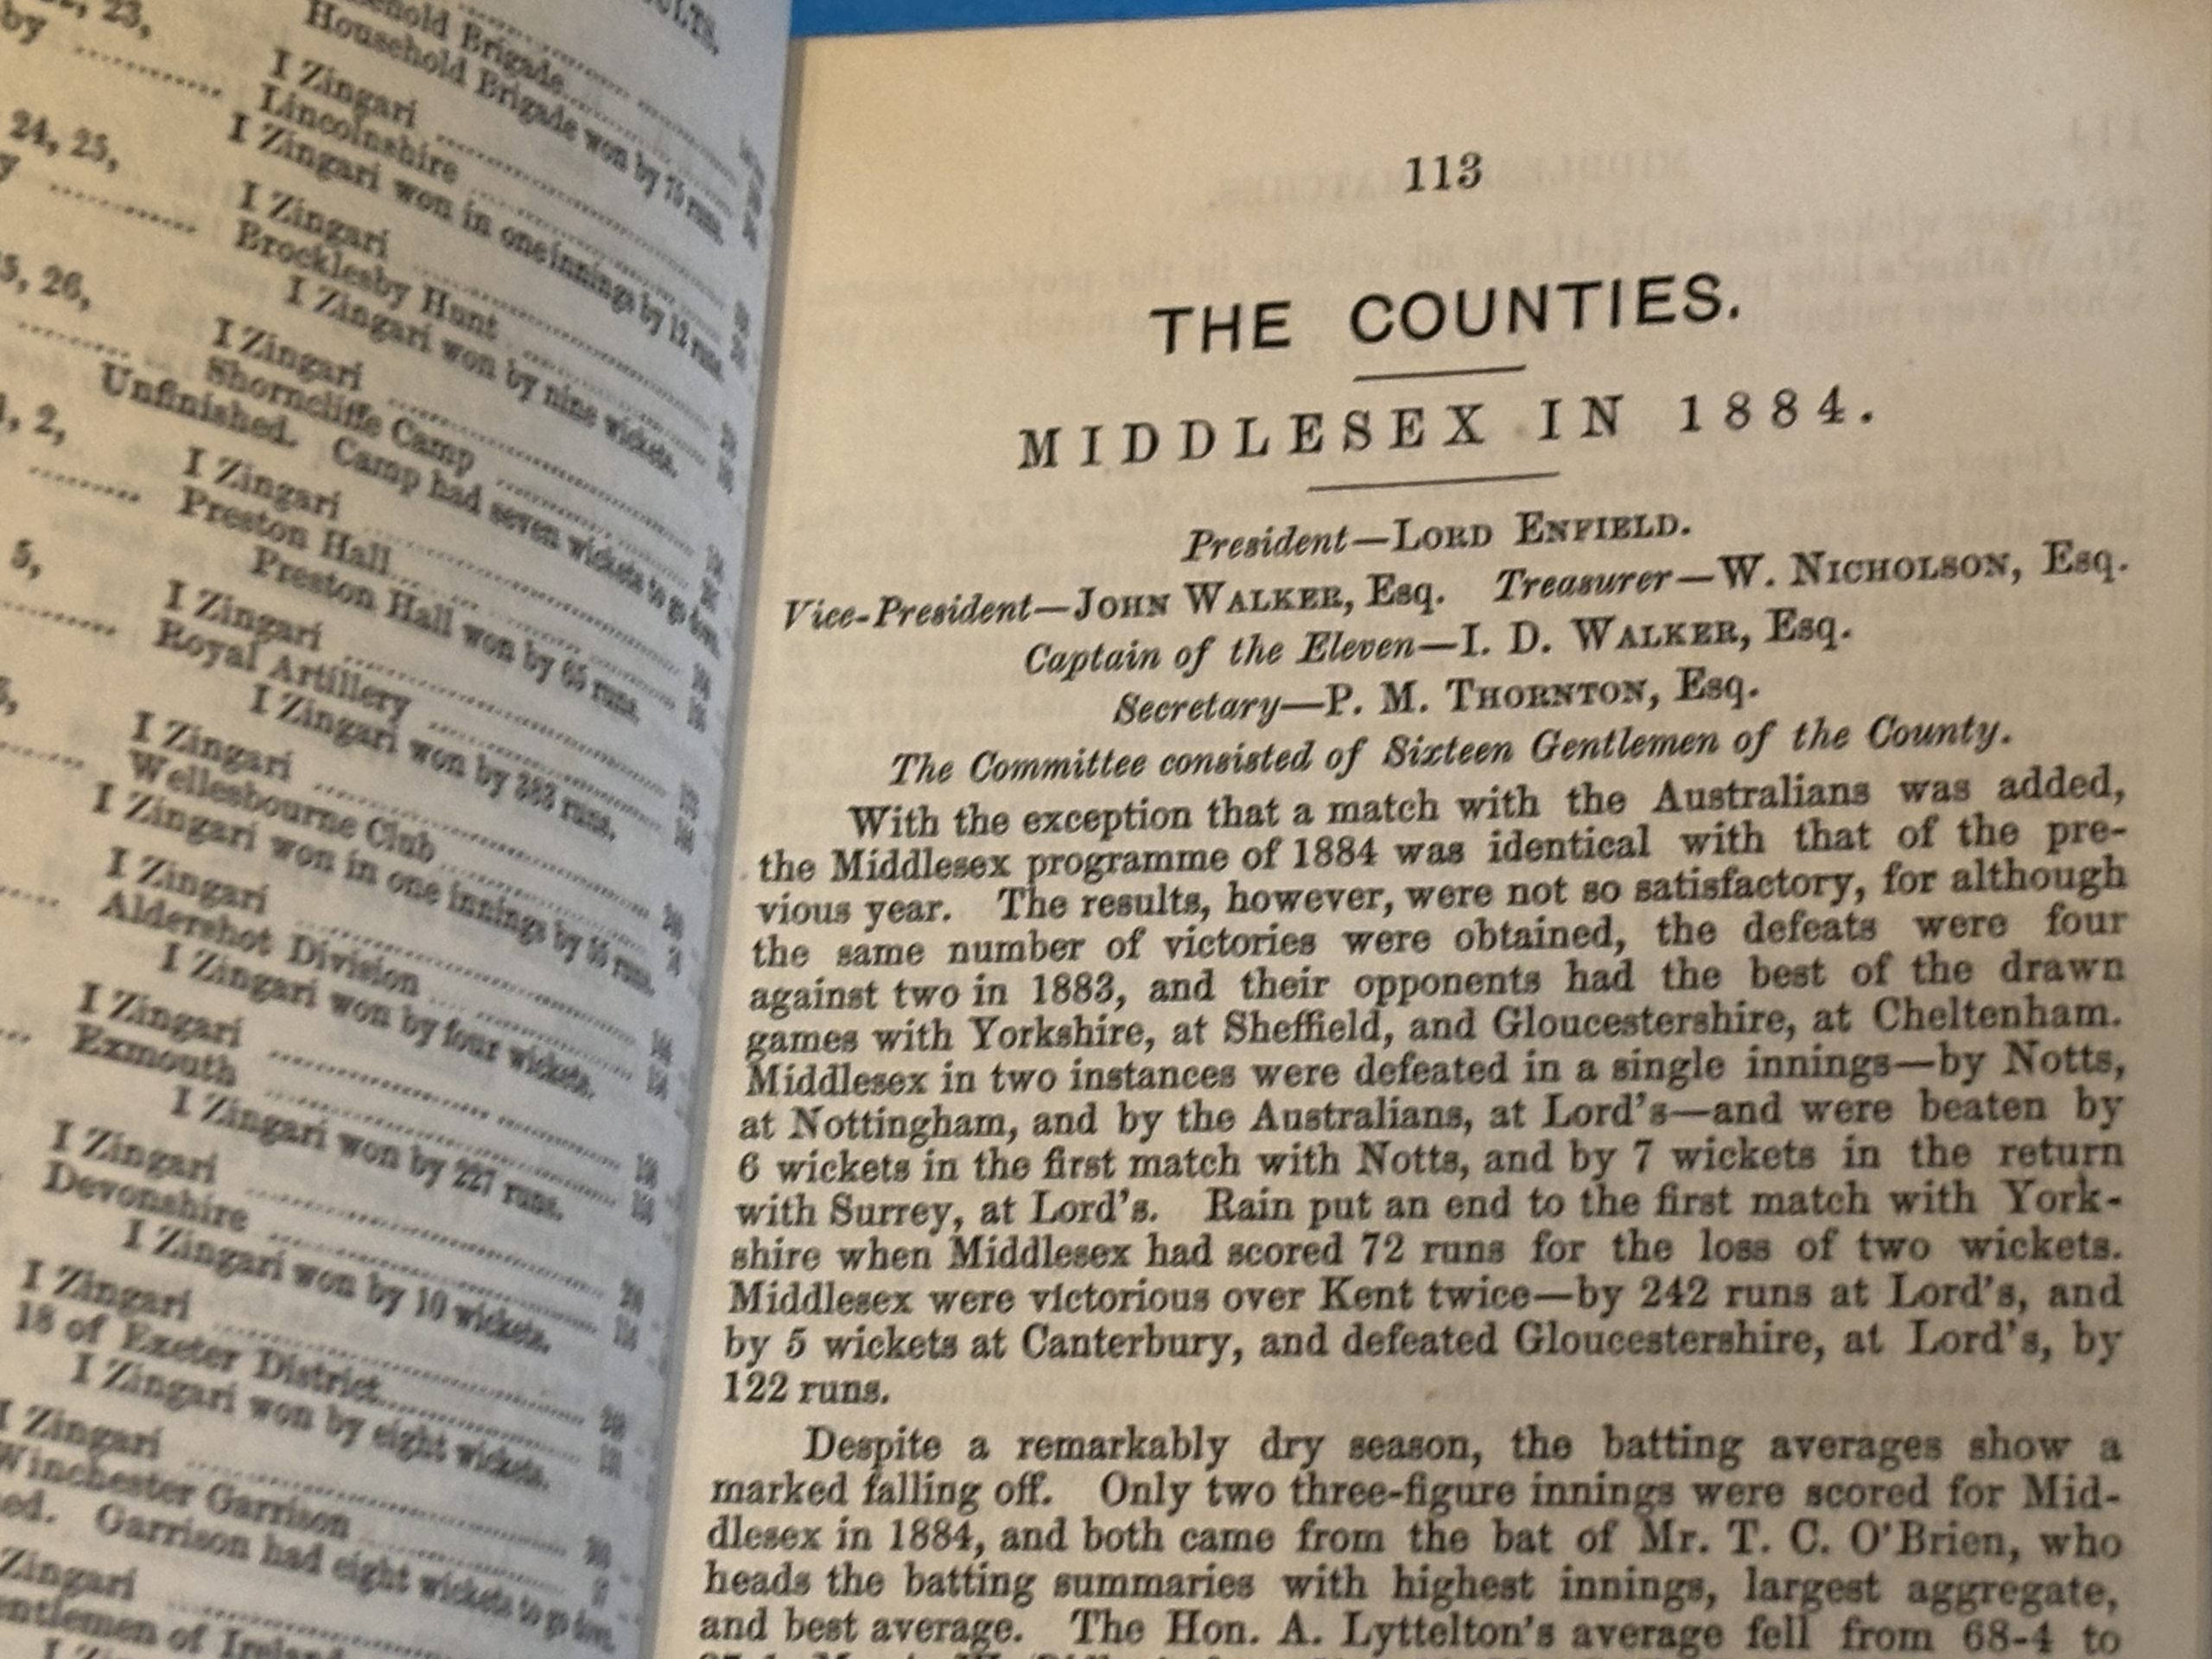 23,
by
Household Brigade
Household Brigade won by 75 runs.
I Zingari
Lincolnshire
I Zingari won in one innings by 12 runs.
24, 25,
I Zingari
Brocklesby Hunt
I Zingari won by nine wickets.
26,
I Zingari
Shorncliffe Camp
Unfinished. Camp had seven wickets to go down.
2,
I Zingari
Preston Hall
Preston Hall won by 65 runs.
5,
I Zingari
Royal Artillery
I Zingari won by 383 runs.
I Zingari
Wellesbourne Club
I Zingari won in one innings by runs.
I Zingari
Aldershot Division
I Zingari won by four wickets.
I Zingari
Exmouth
I Zingari won by 227 runs.
I Zingari
Devonshire
I Zingari won by 10 wickets.
I Zingari
18 of Exeter District
I Zingari won by eight wickets.
I Zingari
Winchester Garrison
Garrison had eight wickets to go down.
Zingari
of Ireland
113
THE COUNTIES.
MIDDLESEX IN 1884.
President—LORD ENFIELD.
Vice-President—JOHN WALKER, Esq. Treasurer—W. NICHOLSON, Esq.
Captain of the Eleven—I. D. WALKER, Esq.
Secretary—P. M. THORNTON, Esq.
The Committee consisted of Sixteen Gentlemen of the County.
With the exception that a match with the Australians was added,
the Middlesex programme of 1884 was identical with that of the pre-
vious year. The results, however, were not so satisfactory, for although
the same number of victories were obtained, the defeats were four
against two in 1883, and their opponents had the best of the drawn
games with Yorkshire, at Sheffield, and Gloucestershire, at Cheltenham.
Middlesex in two instances were defeated in a single innings—by Notts,
at Nottingham, and by the Australians, at Lord's—and were beaten by
6 wickets in the first match with Notts, and by 7 wickets in the return
with Surrey, at Lord's. Rain put an end to the first match with York-
shire when Middlesex had scored 72 runs for the loss of two wickets.
Middlesex were victorious over Kent twice—by 242 runs at Lord's, and
by 5 wickets at Canterbury, and defeated Gloucestershire, at Lord's, by
122 runs.
Despite a remarkably dry season, the batting averages show a
marked falling off. Only two three-figure innings were scored for Mid-
dlesex in 1884, and both came from the bat of Mr. T. C. O'Brien, who
heads the batting summaries with highest innings, largest aggregate,
and best average. The Hon. A. Lyttelton's average fell from 68-4 to